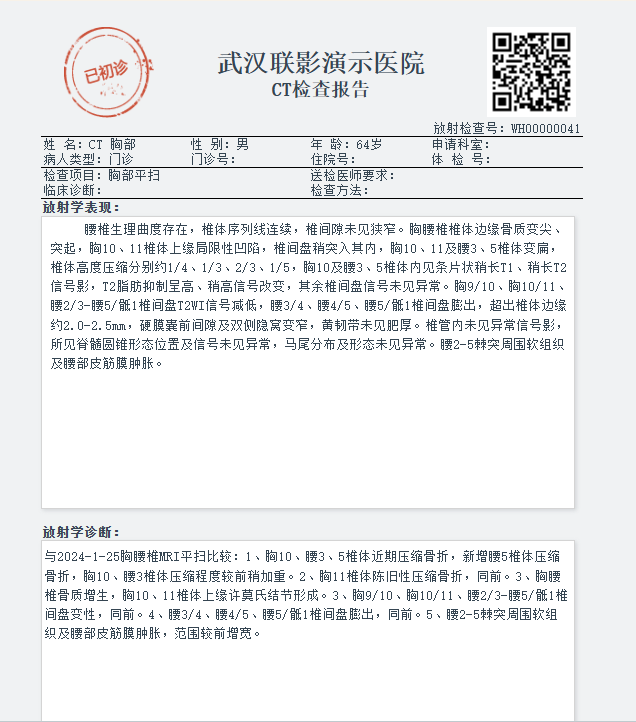 已初诊
武汉联影演示医院
CT检查报告
放射检查号：WH00000041
姓 名：CT 胸部 性 别：男 年 龄：64岁 申请科室：
病人类型：门诊 门诊号： 住院号： 体 检 号：
检查项目：胸部平扫 送检医师要求：
临床诊断： 检查方法：
放射学表现：
腰椎生理曲度存在，椎体序列线连续，椎间隙未见狭窄。胸腰椎椎体边缘骨质变尖、
突起，胸10、11椎体上缘局限性凹陷，椎间盘稍突入其内，胸10、11及腰3、5椎体变扁，
椎体高度压缩分别约1/4、1/3、2/3、1/5，胸10及腰3、5椎体内见条片状稍长T1、稍长T2
信号影，T2脂肪抑制呈高、稍高信号改变，其余椎间盘信号未见异常。胸9/10、胸10/11、
腰2/3-腰5/骶1椎间盘T2WI信号减低，腰3/4、腰4/5、腰5/骶1椎间盘膨出，超出椎体边缘
约2.0-2.5mm，硬膜囊前间隙及双侧隐窝变窄，黄韧带未见肥厚。椎管内未见异常信号影，
所见脊髓圆锥形态位置及信号未见异常，马尾分布及形态未见异常。腰2-5棘突周围软组织
及腰部皮筋膜肿胀。
放射学诊断：
与2024-1-25胸腰椎MRI平扫比较：1、胸10、腰3、5椎体近期压缩骨折，新增腰5椎体压缩
骨折，胸10、腰3椎体压缩程度较前稍加重。2、胸11椎体陈旧性压缩骨折，同前。3、胸腰
椎骨质增生，胸10、11椎体上缘许莫氏结节形成。3、胸9/10、胸10/11、腰2/3-腰5/骶1椎
间盘变性，同前。4、腰3/4、腰4/5、腰5/骶1椎间盘膨出，同前。5、腰2-5棘突周围软组
织及腰部皮筋膜肿胀，范围较前增宽。